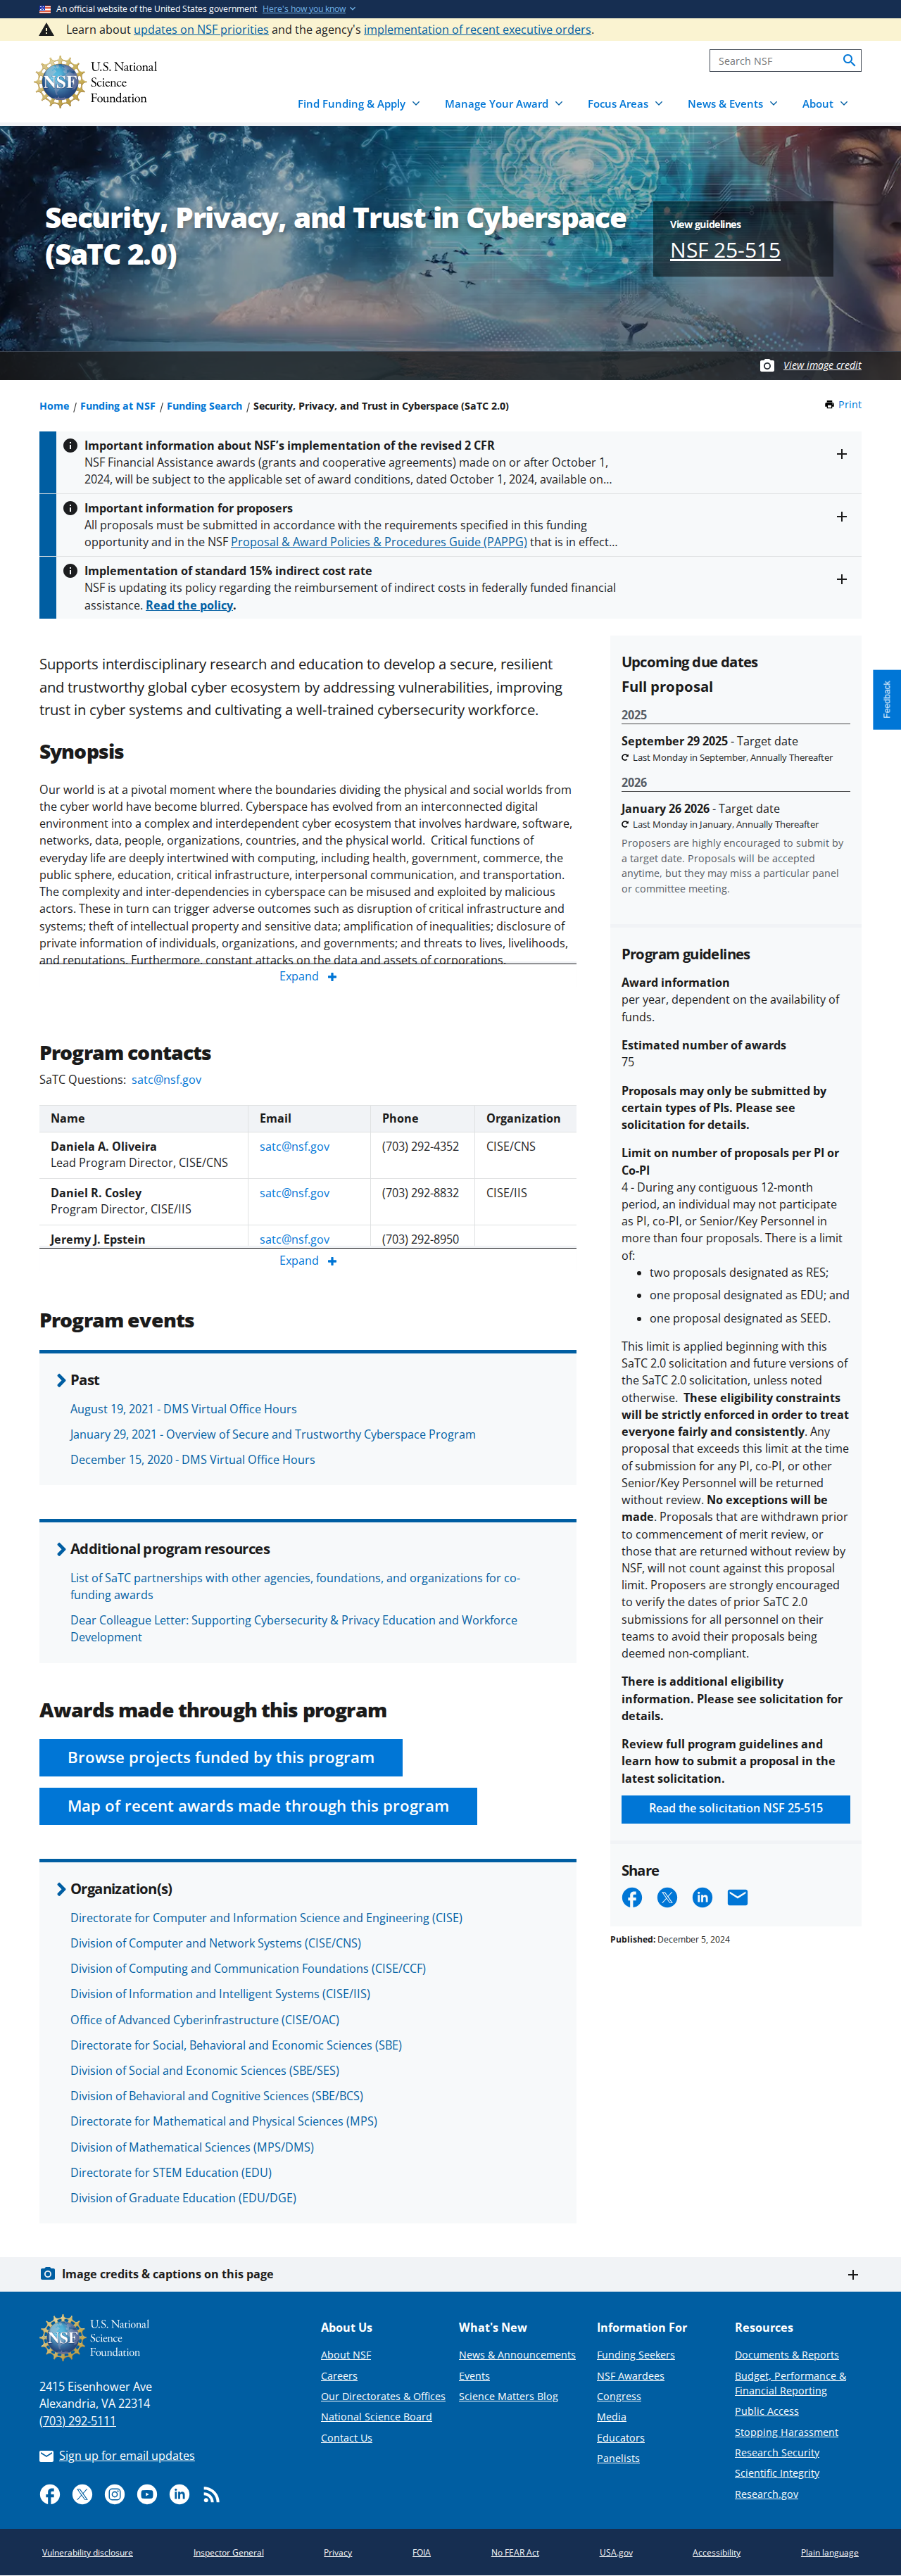 An official website of the United States government Here's how you know
Learn about updates on NSF priorities and the agency's implementation of recent executive orders.
U.S. National
Science
Foundation
NSF
Search NSF
Find Funding & Apply
Manage Your Award
Focus Areas
News & Events
About
Security, Privacy, and Trust in Cyberspace
(SaTC 2.0)
View guidelines
NSF 25-515
View image credit
Home / Funding at NSF / Funding Search / Security, Privacy, and Trust in Cyberspace (SaTC 2.0)
Print
Important information about NSF's implementation of the revised 2 CFR
NSF Financial Assistance awards (grants and cooperative agreements) made on or after October 1,
2024, will be subject to the applicable set of award conditions, dated October 1, 2024, available on...
Important information for proposers
All proposals must be submitted in accordance with the requirements specified in this funding
opportunity and in the NSF Proposal & Award Policies & Procedures Guide (PAPPG) that is in effect...
Implementation of standard 15% indirect cost rate
NSF is updating its policy regarding the reimbursement of indirect costs in federally funded financial
assistance. Read the policy.
Supports interdisciplinary research and education to develop a secure, resilient
and trustworthy global cyber ecosystem by addressing vulnerabilities, improving
trust in cyber systems and cultivating a well-trained cybersecurity workforce.
Synopsis
Our world is at a pivotal moment where the boundaries dividing the physical and social worlds from
the cyber world have become blurred. Cyberspace has evolved from an interconnected digital
environment into a complex and interdependent cyber ecosystem that involves hardware, software,
networks, data, people, organizations, countries, and the physical world.  Critical functions of
everyday life are deeply intertwined with computing, including health, government, commerce, the
public sphere, education, critical infrastructure, interpersonal communication, and transportation.
The complexity and inter-dependencies in cyberspace can be misused and exploited by malicious
actors. These in turn can trigger adverse outcomes such as disruption of critical infrastructure and
systems; theft of intellectual property and sensitive data; amplification of inequalities; disclosure of
private information of individuals, organizations, and governments; and threats to lives, livelihoods,
and reputations. Furthermore, constant attacks on the data and assets of corporations,
Expand
Program contacts
SaTC Questions:  satc@nsf.gov
Name Email Phone Organization
Daniela A. Oliveira satc@nsf.gov (703) 292-4352 CISE/CNS
Lead Program Director, CISE/CNS
Daniel R. Cosley satc@nsf.gov (703) 292-8832 CISE/IIS
Program Director, CISE/IIS
Jeremy J. Epstein satc@nsf.gov (703) 292-8950
Expand
Program events
Past
August 19, 2021 - DMS Virtual Office Hours
January 29, 2021 - Overview of Secure and Trustworthy Cyberspace Program
December 15, 2020 - DMS Virtual Office Hours
Additional program resources
List of SaTC partnerships with other agencies, foundations, and organizations for co-
funding awards
Dear Colleague Letter: Supporting Cybersecurity & Privacy Education and Workforce
Development
Awards made through this program
Browse projects funded by this program
Map of recent awards made through this program
Organization(s)
Directorate for Computer and Information Science and Engineering (CISE)
Division of Computer and Network Systems (CISE/CNS)
Division of Computing and Communication Foundations (CISE/CCF)
Division of Information and Intelligent Systems (CISE/IIS)
Office of Advanced Cyberinfrastructure (CISE/OAC)
Directorate for Social, Behavioral and Economic Sciences (SBE)
Division of Social and Economic Sciences (SBE/SES)
Division of Behavioral and Cognitive Sciences (SBE/BCS)
Directorate for Mathematical and Physical Sciences (MPS)
Division of Mathematical Sciences (MPS/DMS)
Directorate for STEM Education (EDU)
Division of Graduate Education (EDU/DGE)
Upcoming due dates
Full proposal
2025
September 29 2025 - Target date
Last Monday in September, Annually Thereafter
2026
January 26 2026 - Target date
Last Monday in January, Annually Thereafter
Proposers are highly encouraged to submit by
a target date. Proposals will be accepted
anytime, but they may miss a particular panel
or committee meeting.
Program guidelines
Award information
per year, dependent on the availability of
funds.
Estimated number of awards
75
Proposals may only be submitted by
certain types of PIs. Please see
solicitation for details.
Limit on number of proposals per PI or
Co-PI
4 - During any contiguous 12-month
period, an individual may not participate
as PI, co-PI, or Senior/Key Personnel in
more than four proposals. There is a limit
of:
• two proposals designated as RES;
• one proposal designated as EDU; and
• one proposal designated as SEED.
This limit is applied beginning with this
SaTC 2.0 solicitation and future versions of
the SaTC 2.0 solicitation, unless noted
otherwise.  These eligibility constraints
will be strictly enforced in order to treat
everyone fairly and consistently. Any
proposal that exceeds this limit at the time
of submission for any PI, co-PI, or other
Senior/Key Personnel will be returned
without review. No exceptions will be
made. Proposals that are withdrawn prior
to commencement of merit review, or
those that are returned without review by
NSF, will not count against this proposal
limit. Proposers are strongly encouraged
to verify the dates of prior SaTC 2.0
submissions for all personnel on their
teams to avoid their proposals being
deemed non-compliant.
There is additional eligibility
information. Please see solicitation for
details.
Review full program guidelines and
learn how to submit a proposal in the
latest solicitation.
Read the solicitation NSF 25-515
Share
Published: December 5, 2024
Feedback
Image credits & captions on this page
NSF
U.S. National
Science
Foundation
2415 Eisenhower Ave
Alexandria, VA 22314
(703) 292-5111
Sign up for email updates
About Us
About NSF
Careers
Our Directorates & Offices
National Science Board
Contact Us
What's New
News & Announcements
Events
Science Matters Blog
Information For
Funding Seekers
NSF Awardees
Congress
Media
Educators
Panelists
Resources
Documents & Reports
Budget, Performance &
Financial Reporting
Public Access
Stopping Harassment
Research Security
Scientific Integrity
Research.gov
Vulnerability disclosure
Inspector General
Privacy
FOIA
No FEAR Act
USA.gov
Accessibility
Plain language